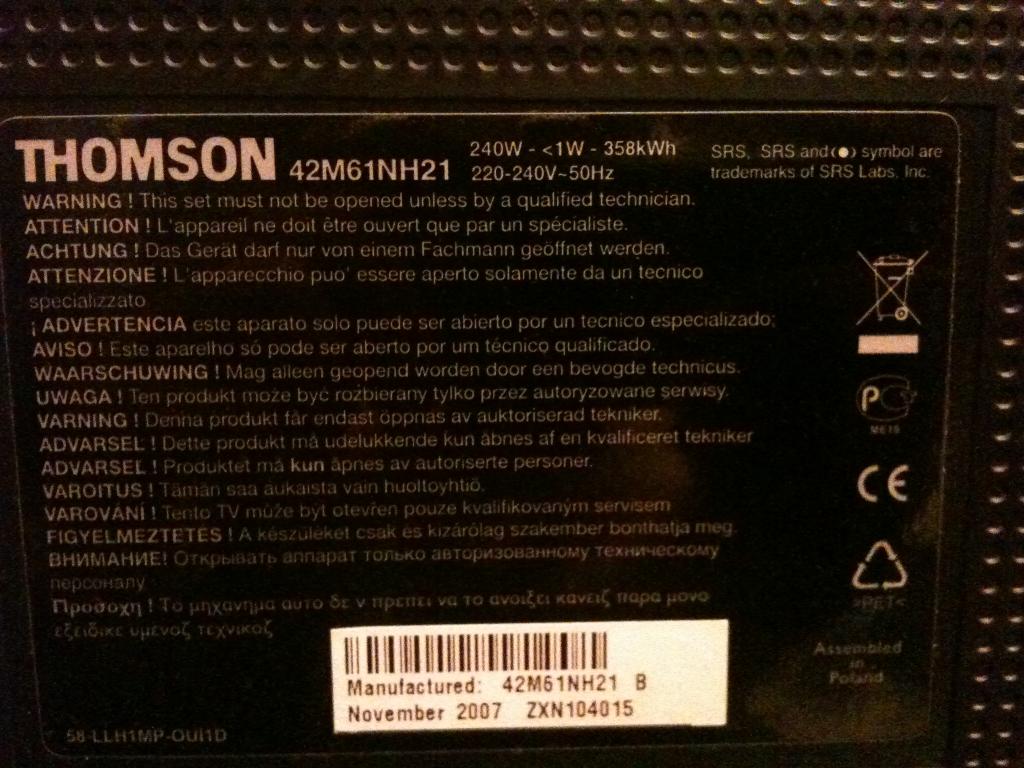 THOMSON 42M61NH21 240W - <1W - 358kWh
220-240V~50Hz
SRS, SRS and (●) symbol are
trademarks of SRS Labs, Inc.
WARNING ! This set must not be opened unless by a qualified technician.
ATTENTION ! L'appareil ne doit être ouvert que par un spécialiste.
ACHTUNG ! Das Gerät darf nur von einem Fachmann geöffnet werden.
ATTENZIONE ! L'apparecchio puo' essere aperto solamente da un tecnico
specializzato
¡ ADVERTENCIA este aparato solo puede ser abierto por un tecnico especializado;
AVISO ! Este aparelho só pode ser aberto por um técnico qualificado.
WAARSCHUWING ! Mag alleen geopend worden door een bevogde technicus.
UWAGA ! Ten produkt może być rozbierany tylko przez autoryzowane serwisy.
VARNING ! Denna produkt får endast öppnas av auktoriserad tekniker.
ADVARSEL ! Dette produkt må udelukkende kun åbnes af en kvalificeret tekniker
ADVARSEL ! Produktet må kun åpnes av autoriserte personer.
VAROITUS ! Tämän saa aukaista vain huoltoyhtiö.
VAROVÁNÍ ! Tento TV může být otevřen pouze kvalifikovaným servisem
FIGYELMEZTETÉS ! A készüléket csak és kizárólag szakember bonthatja meg.
ВНИМАНИЕ! Открывать аппарат только авторизованному техническому
персоналу
Προσοχη ! Το μηχανημα αυτο δε ν πρεπει να το ανοιξει κανεις παρα μονο
εξειδικε υμενος τεχνικος
PC
ME16
CE
>PET<
Assembled
in
Poland
Manufactured: 42M61NH21 B
November 2007 ZXN104015
58-LLH1MP-OUI1D